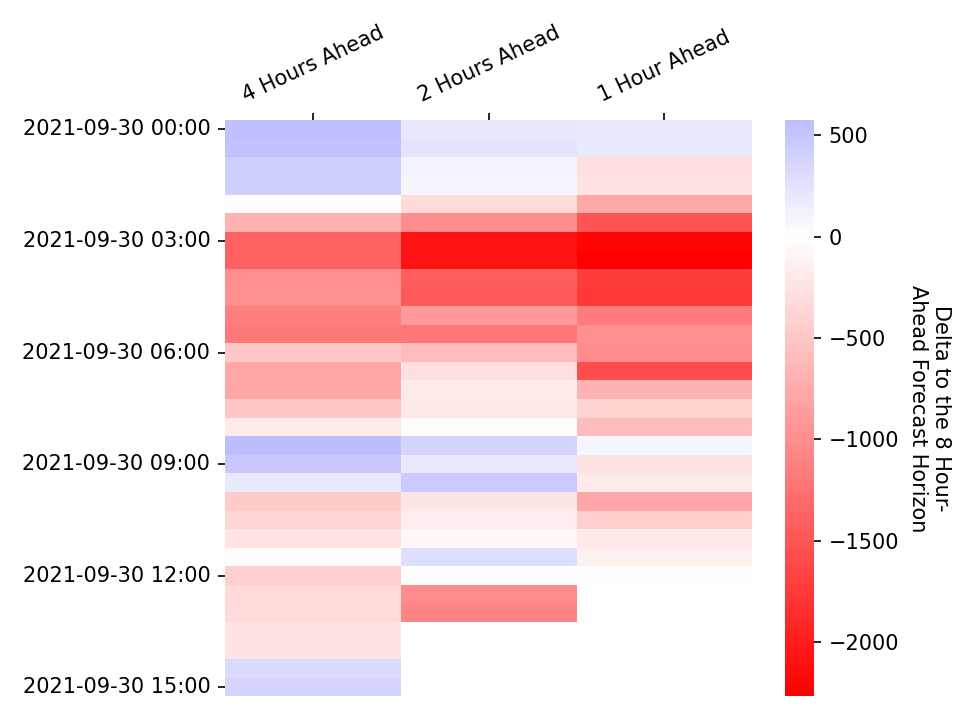 4 Hours Ahead
2 Hours Ahead
1 Hour Ahead
2021-09-30 00:00
2021-09-30 03:00
2021-09-30 06:00
2021-09-30 09:00
2021-09-30 12:00
2021-09-30 15:00
500
0
−500
−1000
−1500
−2000
Delta to the 8 Hour-
Ahead Forecast Horizon